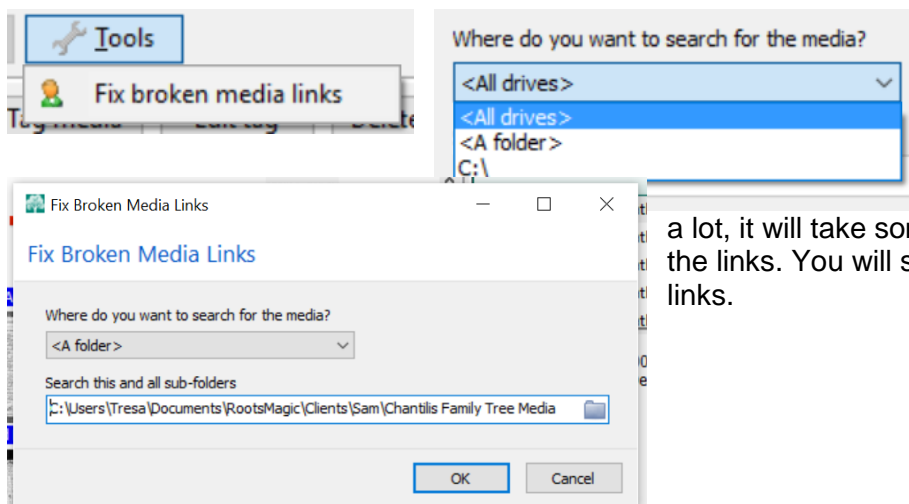 Tools
Fix broken media links
Where do you want to search for the media?
<All drives>
<All drives>
<A folder>
C:\
Fix Broken Media Links
Fix Broken Media Links
Where do you want to search for the media?
<A folder>
Search this and all sub-folders
C:\Users\Tresa\Documents\RootsMagic\Clients\Sam\Chantilis Family Tree Media
OK Cancel
a lot, it will take
the links. You will
links.